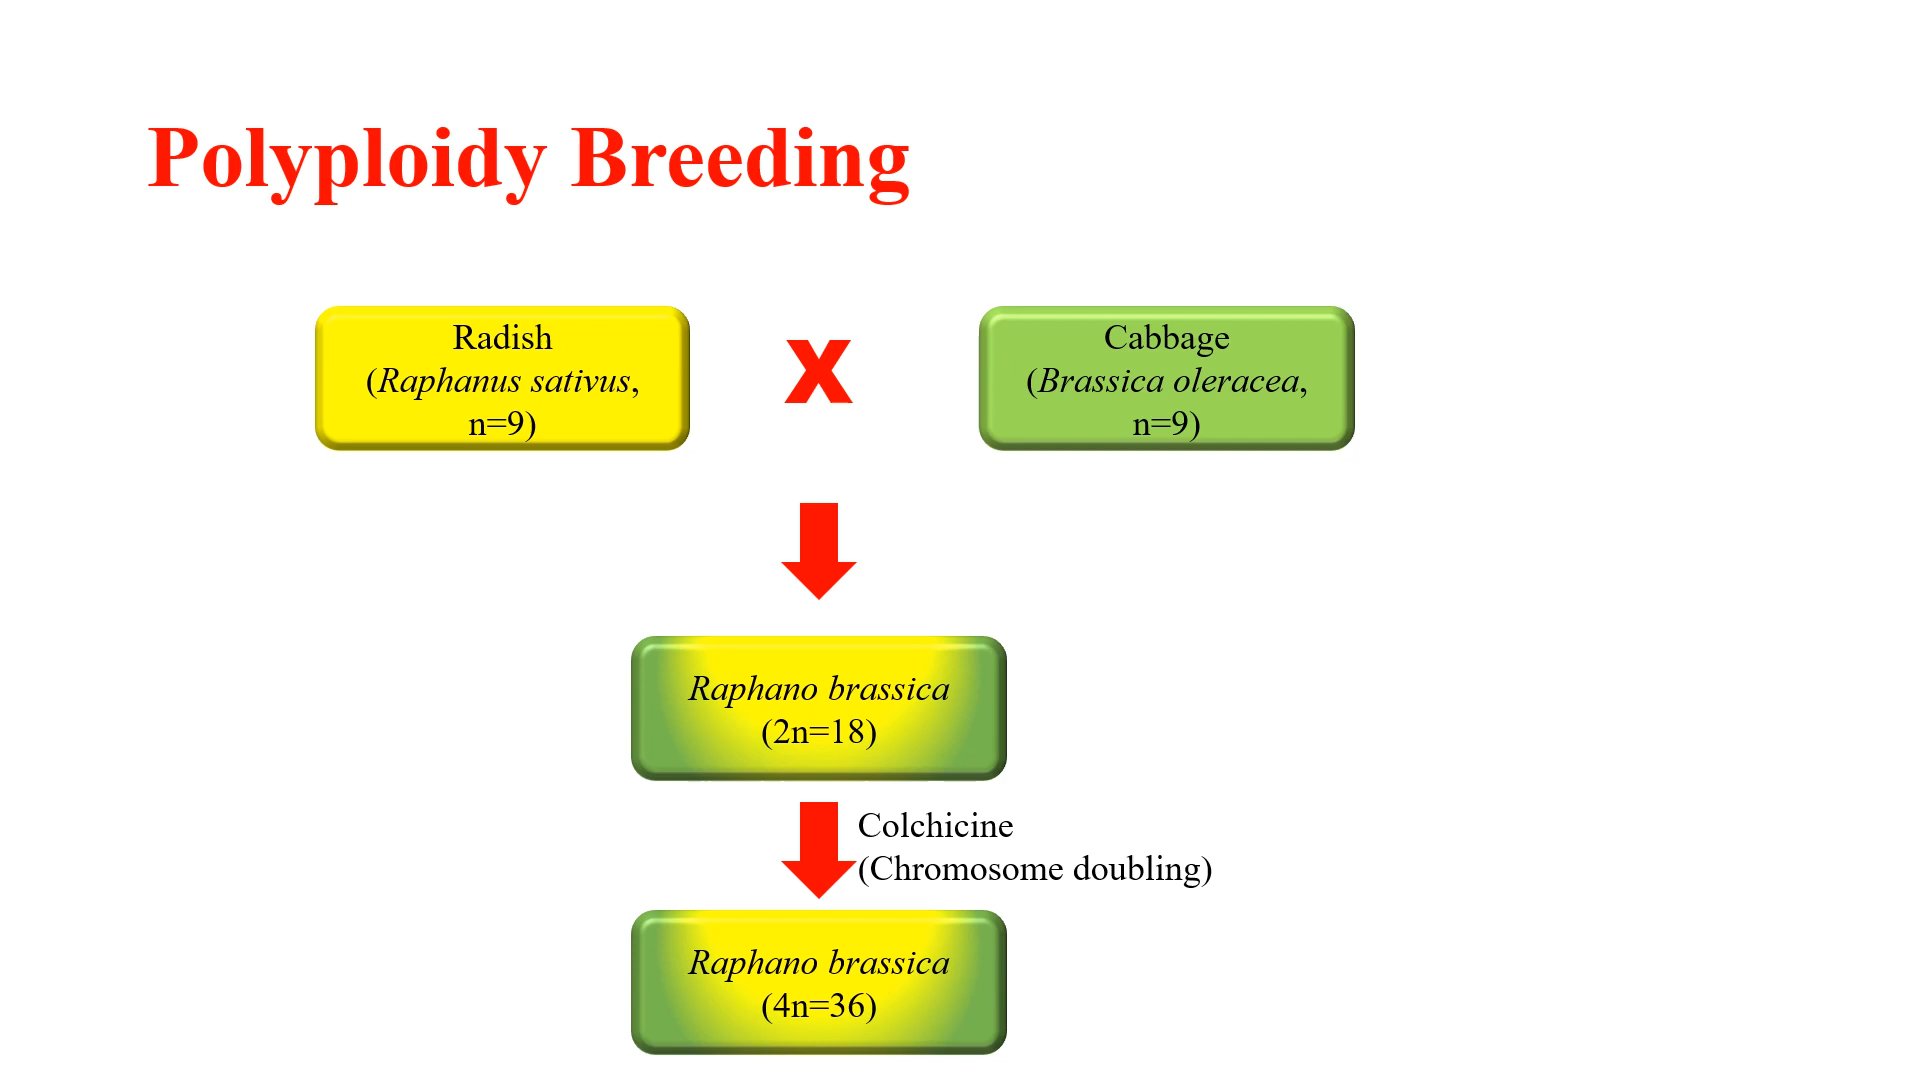 Polyploidy Breeding
Radish
(Raphanus sativus,
n=9)
X
Cabbage
(Brassica oleracea,
n=9)
Raphano brassica
(2n=18)
Colchicine
(Chromosome doubling)
Raphano brassica
(4n=36)